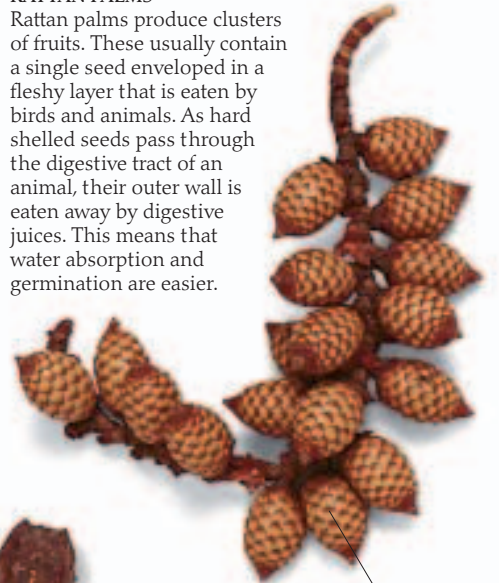 RATTAN PALMS
Rattan palms produce clusters
of fruits. These usually contain
a single seed enveloped in a
fleshy layer that is eaten by
birds and animals. As hard
shelled seeds pass through
the digestive tract of an
animal, their outer wall is
eaten away by digestive
juices. This means that
water absorption and
germination are easier.